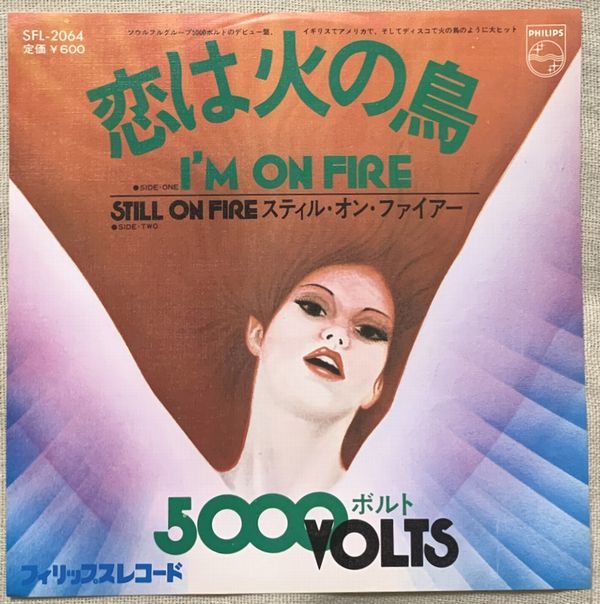 SFL-2064
定価 ¥600
ソウルフルグループ5000ボルトのデビュー盤、
イギリスでアメリカで、そしてディスコで火の鳥のように大ヒット
PHILIPS
恋は火の鳥
●SIDE・ONE I'M ON FIRE
STILL ON FIRE スティル・オン・ファイアー
●SIDE・TWO
5000 ボルト
VOLTS
フィリップスレコード